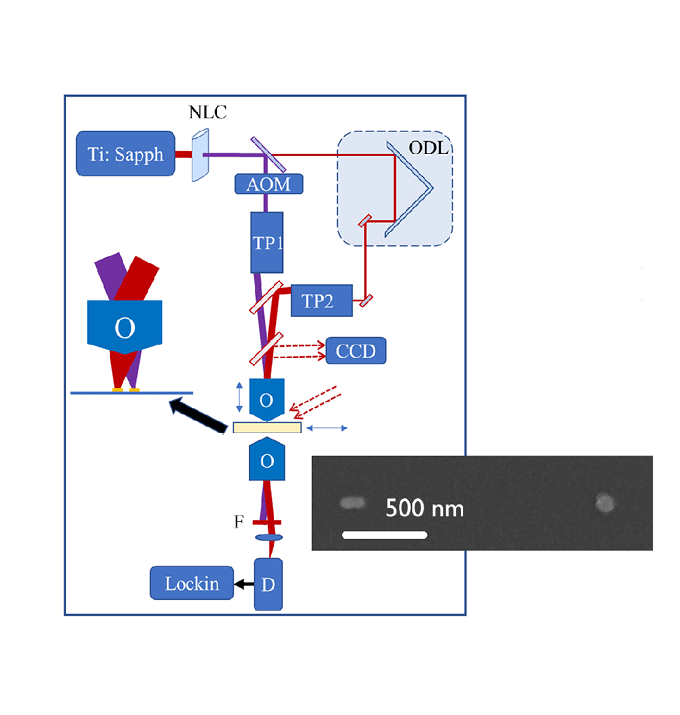 NLC
Ti: Sapph
ODL
AOM
TP1
TP2
O
CCD
O
O
500 nm
F
Lockin
D